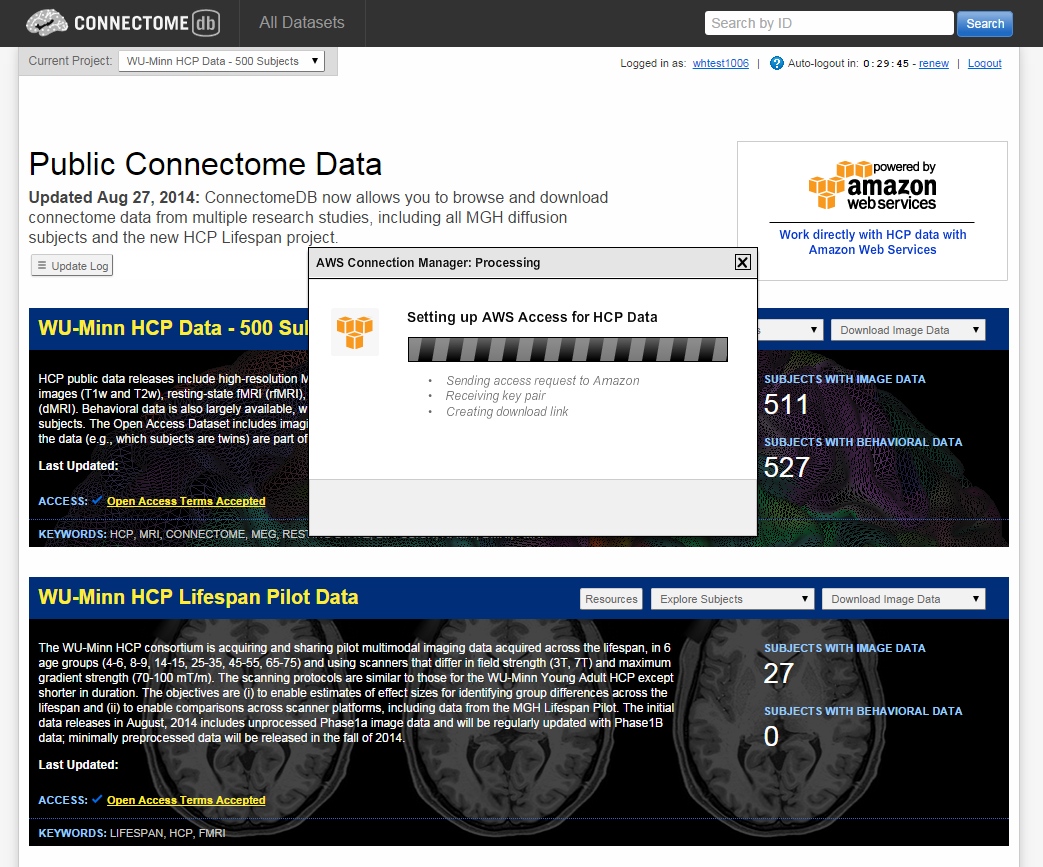 CONNECTOME db
All Datasets
Search by ID
Search
Current Project: WU-Minn HCP Data - 500 Subjects
Logged in as: whtest1006 | ? Auto-logout in: 0:29:45 - renew | Logout
Public Connectome Data
Updated Aug 27, 2014: ConnectomeDB now allows you to browse and download
connectome data from multiple research studies, including all MGH diffusion
subjects and the new HCP Lifespan project.
Update Log
powered by
amazon
web services
Work directly with HCP data with
Amazon Web Services
AWS Connection Manager: Processing
Setting up AWS Access for HCP Data
• Sending access request to Amazon
• Receiving key pair
• Creating download link
WU-Minn HCP Data - 500
Download Image Data
HCP public data releases include high-resolution
images (T1w and T2w), resting-state fMRI (rfMRI),
(dMRI). Behavioral data is also largely available,
subjects. The Open Access Dataset includes
the data (e.g., which subjects are twins) are part of
Last Updated:
ACCESS: Open Access Terms Accepted
KEYWORDS: HCP, MRI, CONNECTOME, MEG,
SUBJECTS WITH IMAGE DATA
511
SUBJECTS WITH BEHAVIORAL DATA
527
WU-Minn HCP Lifespan Pilot Data
Resources
Explore Subjects
Download Image Data
The WU-Minn HCP consortium is acquiring and sharing pilot multimodal imaging data acquired across the lifespan, in 6
age groups (4-6, 8-9, 14-15, 25-35, 45-55, 65-75) and using scanners that differ in field strength (3T, 7T) and maximum
gradient strength (70-100 mT/m). The scanning protocols are similar to those for the WU-Minn Young Adult HCP except
shorter in duration. The objectives are (i) to enable estimates of effect sizes for identifying group differences across the
lifespan and (ii) to enable comparisons across scanner platforms, including data from the MGH Lifespan Pilot. The initial
data releases in August, 2014 includes unprocessed Phase1a image data and will be regularly updated with Phase1B
data; minimally preprocessed data will be released in the fall of 2014.
Last Updated:
ACCESS: Open Access Terms Accepted
KEYWORDS: LIFESPAN, HCP, FMRI
SUBJECTS WITH IMAGE DATA
27
SUBJECTS WITH BEHAVIORAL DATA
0